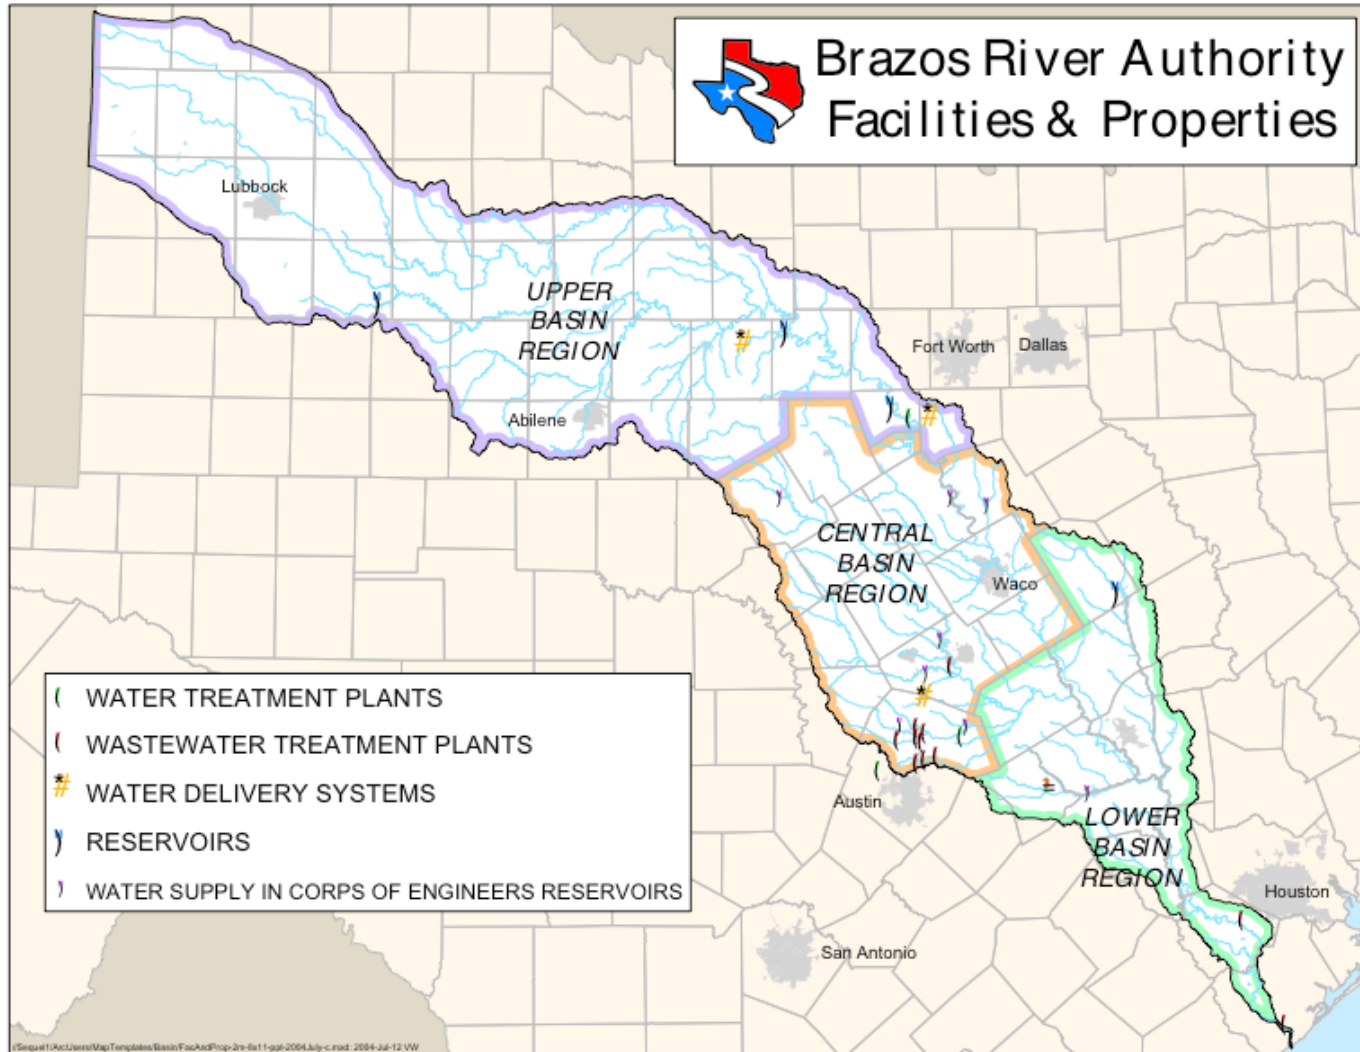 Brazos River Authority
Facilities & Properties
Lubbock
UPPER
BASIN
REGION
Fort Worth
Dallas
Abilene
CENTRAL
BASIN
REGION
Waco
WATER TREATMENT PLANTS
WASTEWATER TREATMENT PLANTS
WATER DELIVERY SYSTEMS
RESERVOIRS
WATER SUPPLY IN CORPS OF ENGINEERS RESERVOIRS
Austin
LOWER
BASIN
REGION
Houston
San Antonio